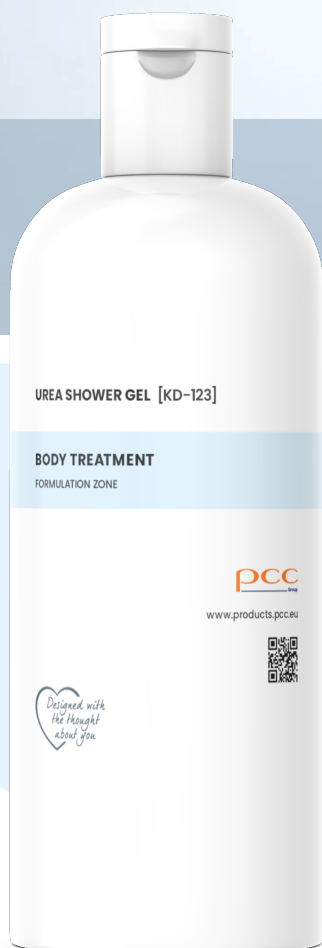 UREA SHOWER GEL [KD-123]
BODY TREATMENT
FORMULATION ZONE
pcc
Group
www.products.pcc.eu
Designed with
the thought
about you